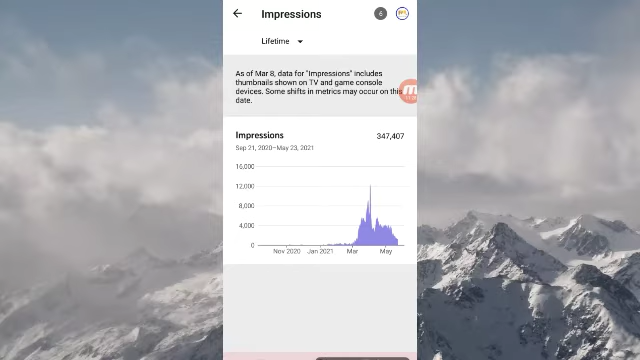 Impressions
6
Lifetime
As of Mar 8, data for "Impressions" includes
thumbnails shown on TV and game console
devices. Some shifts in metrics may occur on this
date.
Impressions 347,407
Sep 21, 2020–May 23, 2021
16,000
12,000
8,000
4,000
0
Nov 2020 Jan 2021 Mar May